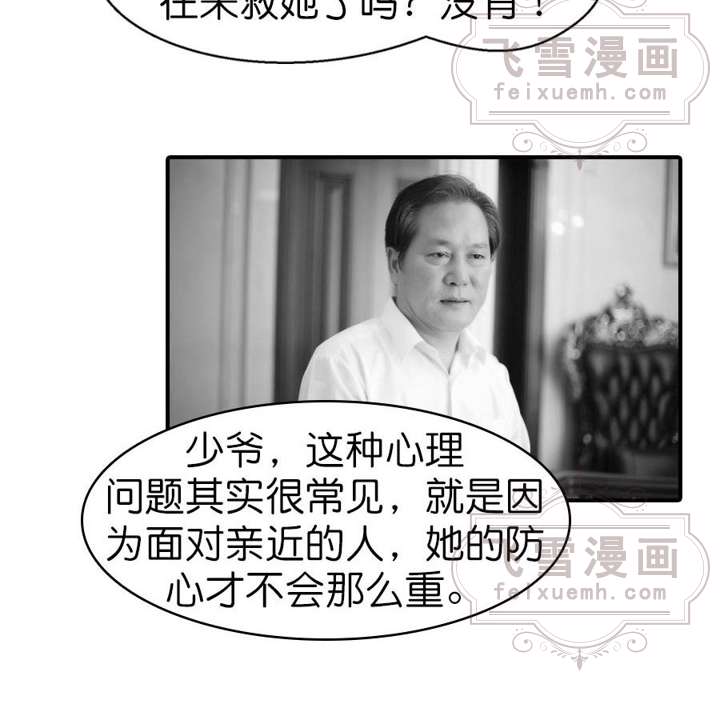 往来救她了吗？没有！
飞雪漫画
feixuemh.com
少爷，这种心理
问题其实很常见，就是因
为面对亲近的人，她的防
心才不会那么重。
飞雪漫画
feixuemh.com